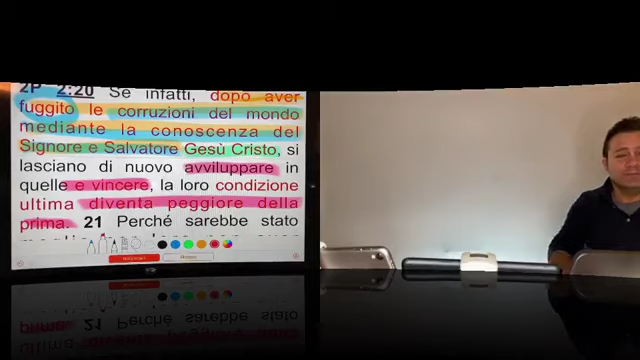 2P 2:20 Se infatti, dopo aver
fuggito le corruzioni del mondo
mediante la conoscenza del
Signore e Salvatore Gesù Cristo, si
lasciano di nuovo avviluppare in
quelle e vincere, la loro condizione
ultima diventa peggiore della
prima. 21 Perché sarebbe stato